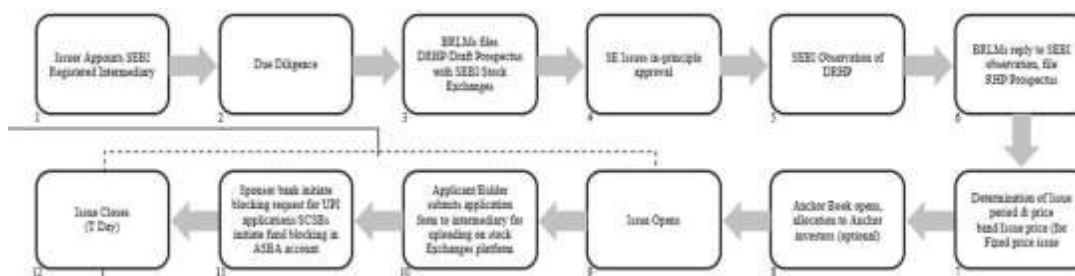 Issuer Appoints SEBI
Registered Intermediary
1
Due Diligence
2
BRLMs files
DRHP Draft Prospectus
with SEBI Stock
Exchanges
3
SE Issues in-principle
approval
4
SEBI Observation of
DRHP
5
BRLMs reply to SEBI
observation, file
RHP Prospectus
6
Determination of Issue
period & price
band Issue price (for
Fixed price issue
7
Anchor Book opens,
allocation to Anchor
investors (optional)
8
Issue Opens
9
Applicant Bidder
submits application
form to intermediary for
uploading on stock
Exchanges platform
10
Sponsor bank initiate
blocking request for UPI
applications SCSBs
initiate fund blocking in
ASBA account
11
Issue Closes
(T Day)
12